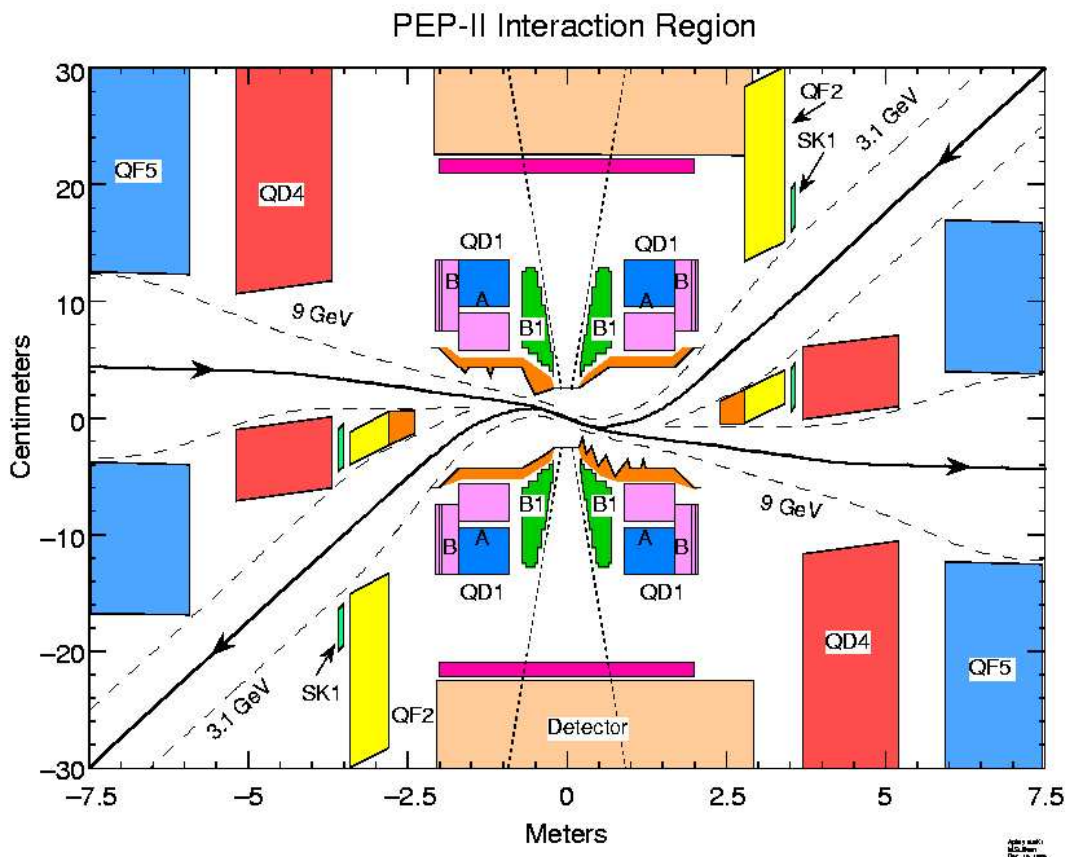 PEP-II Interaction Region
30
20
10
0
−10
−20
−30
Centimeters
QF5
QD4
QF2
3.1 GeV
SK1
QD1
QD1
B
A
B1
B1
A
B
9 GeV
B1
B1
B
A
A
B
9 GeV
QD1
QD1
SK1
3.1 GeV
QF2
Detector
QD4
QF5
−7.5
−5
−2.5
0
2.5
5
7.5
Meters